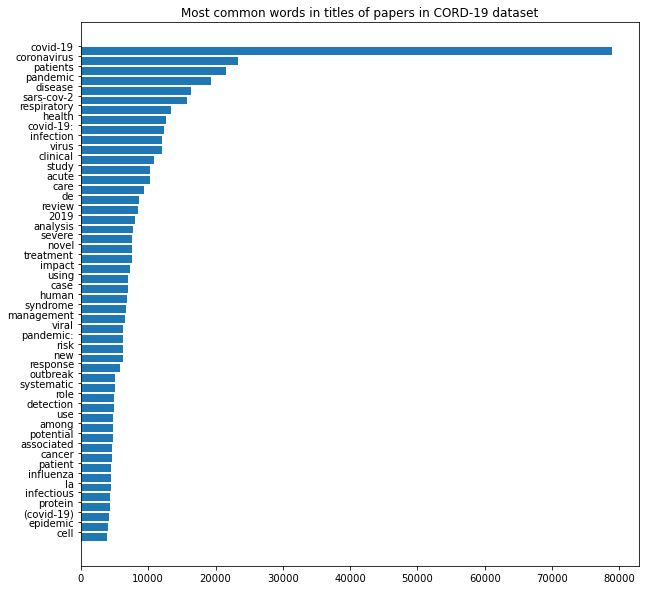 Most common words in titles of papers in CORD-19 dataset
covid-19
coronavirus
patients
pandemic
disease
sars-cov-2
respiratory
health
covid-19:
infection
virus
clinical
study
acute
care
de
review
2019
analysis
severe
novel
treatment
impact
using
case
human
syndrome
management
viral
pandemic:
risk
new
response
outbreak
systematic
role
detection
use
among
potential
associated
cancer
patient
influenza
la
infectious
protein
(covid-19)
epidemic
cell
0 10000 20000 30000 40000 50000 60000 70000 80000